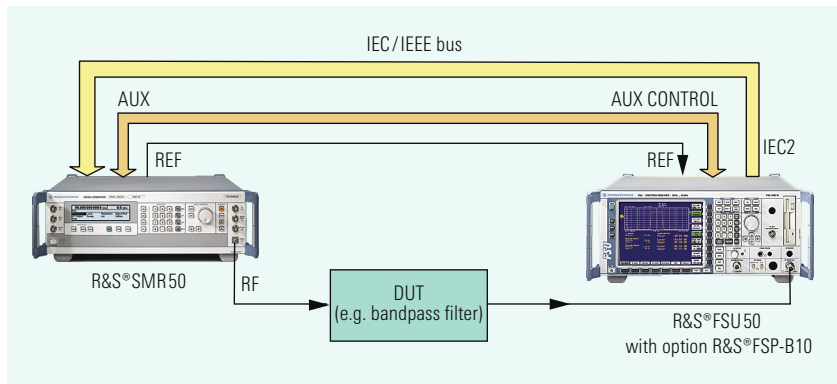 IEC/IEEE bus
AUX
AUX CONTROL
REF
REF
IEC2
R&S®SMR50
RF
DUT
(e.g. bandpass filter)
R&S®FSU50
with option R&S®FSP-B10
FSU